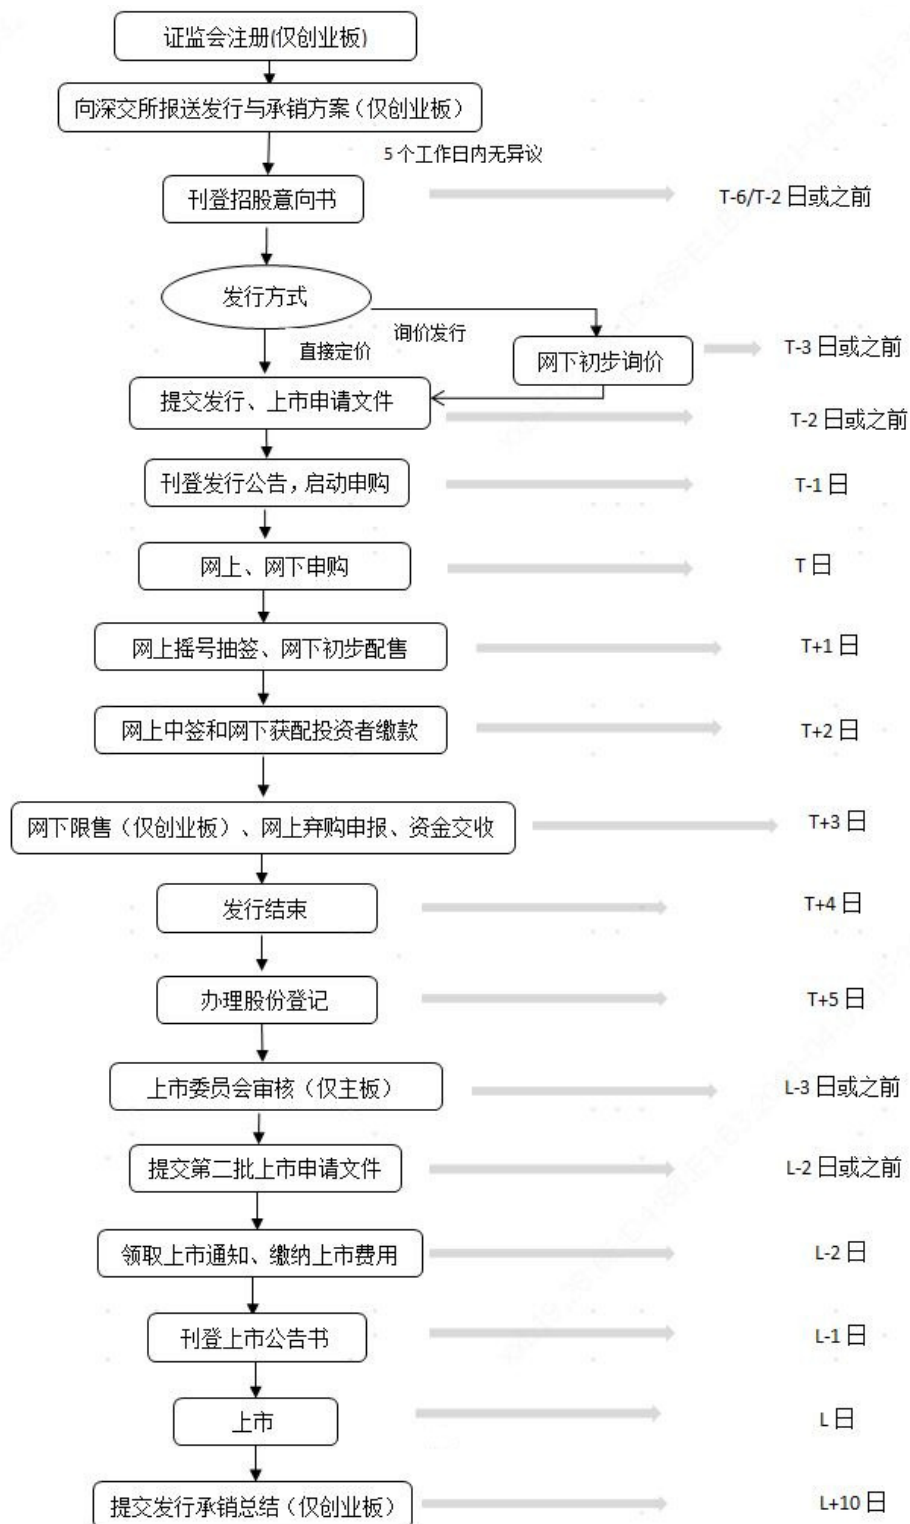 证监会注册(仅创业板)
向深交所报送发行与承销方案（仅创业板）
5 个工作日内无异议
刊登招股意向书
T-6/T-2 日或之前
发行方式
询价发行
直接定价
网下初步询价
T-3 日或之前
提交发行、上市申请文件
T-2 日或之前
刊登发行公告，启动申购
T-1 日
网上、网下申购
T 日
网上摇号抽签、网下初步配售
T+1 日
网上中签和网下获配投资者缴款
T+2 日
网下限售（仅创业板）、网上弃购申报、资金交收
T+3 日
发行结束
T+4 日
办理股份登记
T+5 日
上市委员会审核（仅主板）
L-3 日或之前
提交第二批上市申请文件
L-2 日或之前
领取上市通知、缴纳上市费用
L-2 日
刊登上市公告书
L-1 日
上市
L 日
提交发行承销总结（仅创业板）
L+10 日